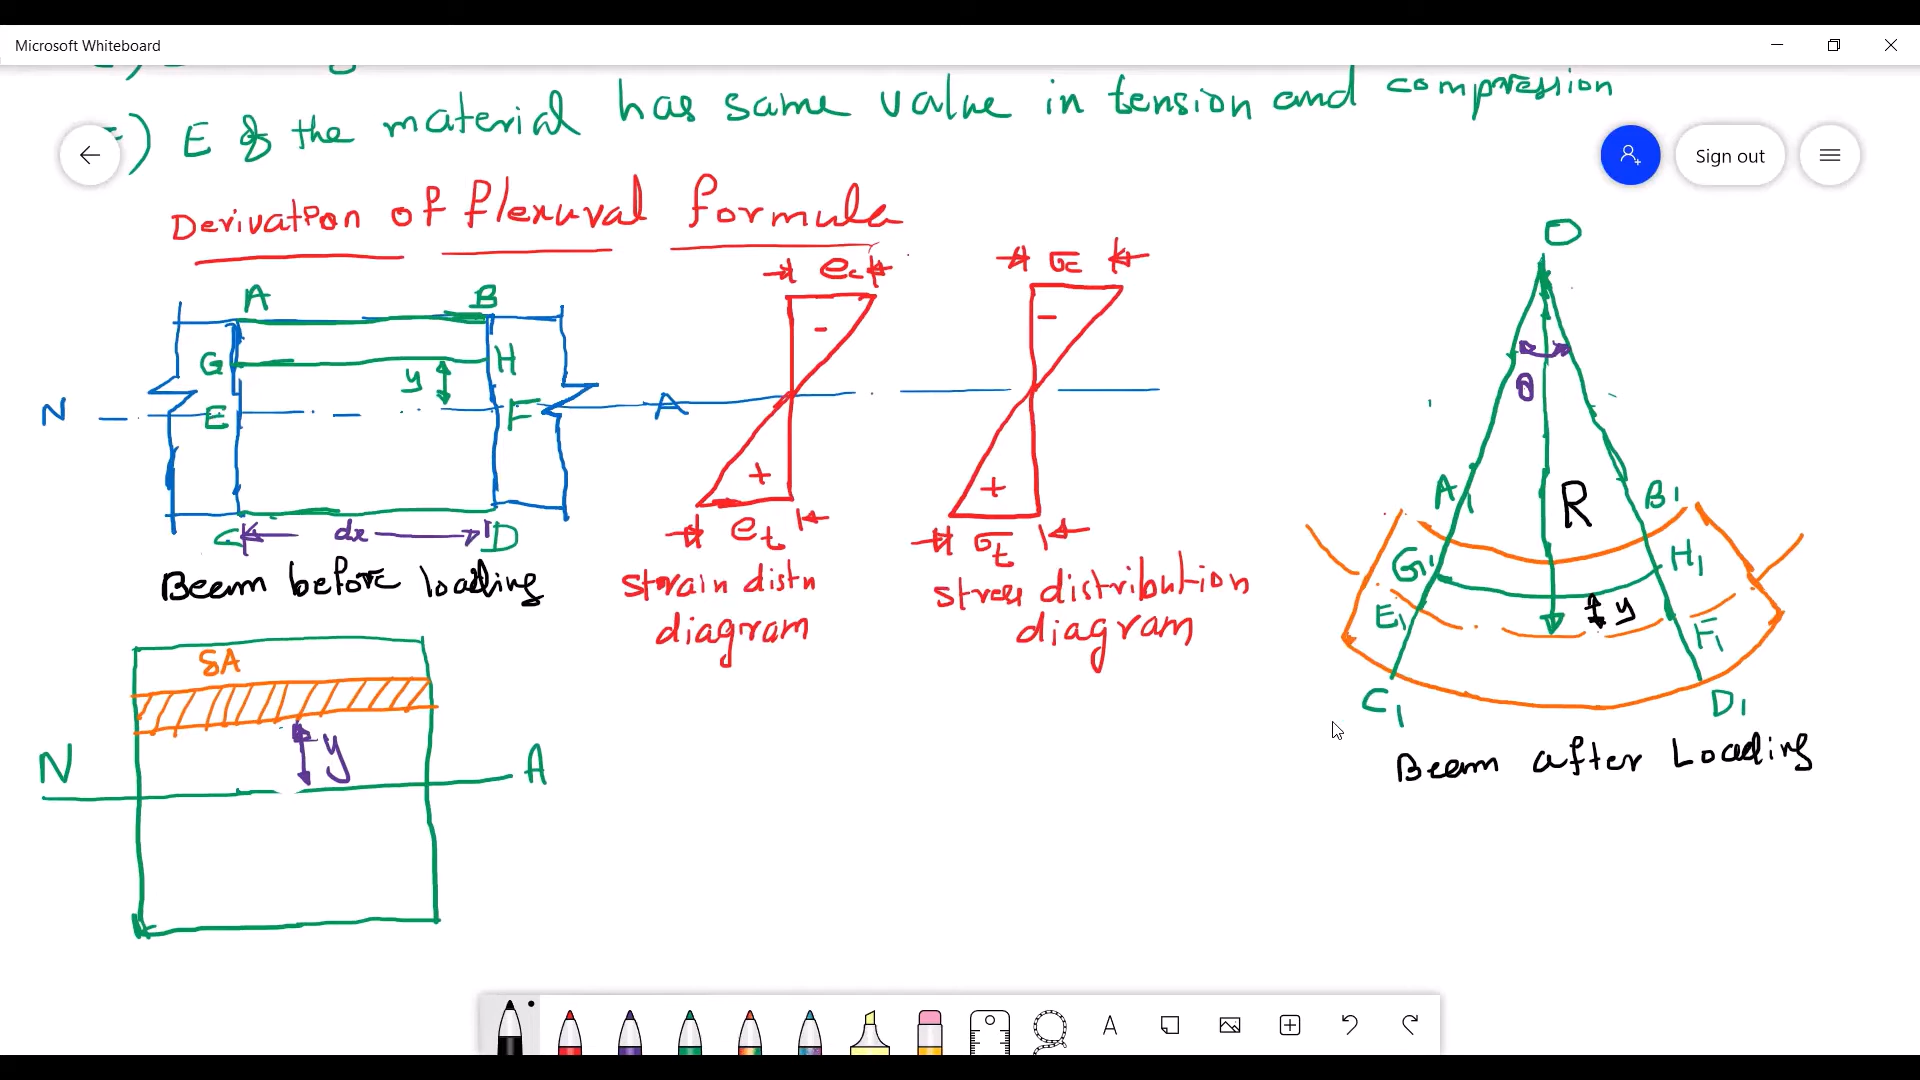 Microsoft Whiteboard
) E of the material has same value in tension and compression
Sign out
Derivation of flexural formula
A B
G H
y
N E F A
C dx D
Beam before loading
ec
-
+
et
strain distn
diagram
σc
-
+
σt
stress distribution
diagram
O
θ
R
A1 B1
G1 H1
y
E1 F1
C1 D1
Beam after Loading
δA
y
N A